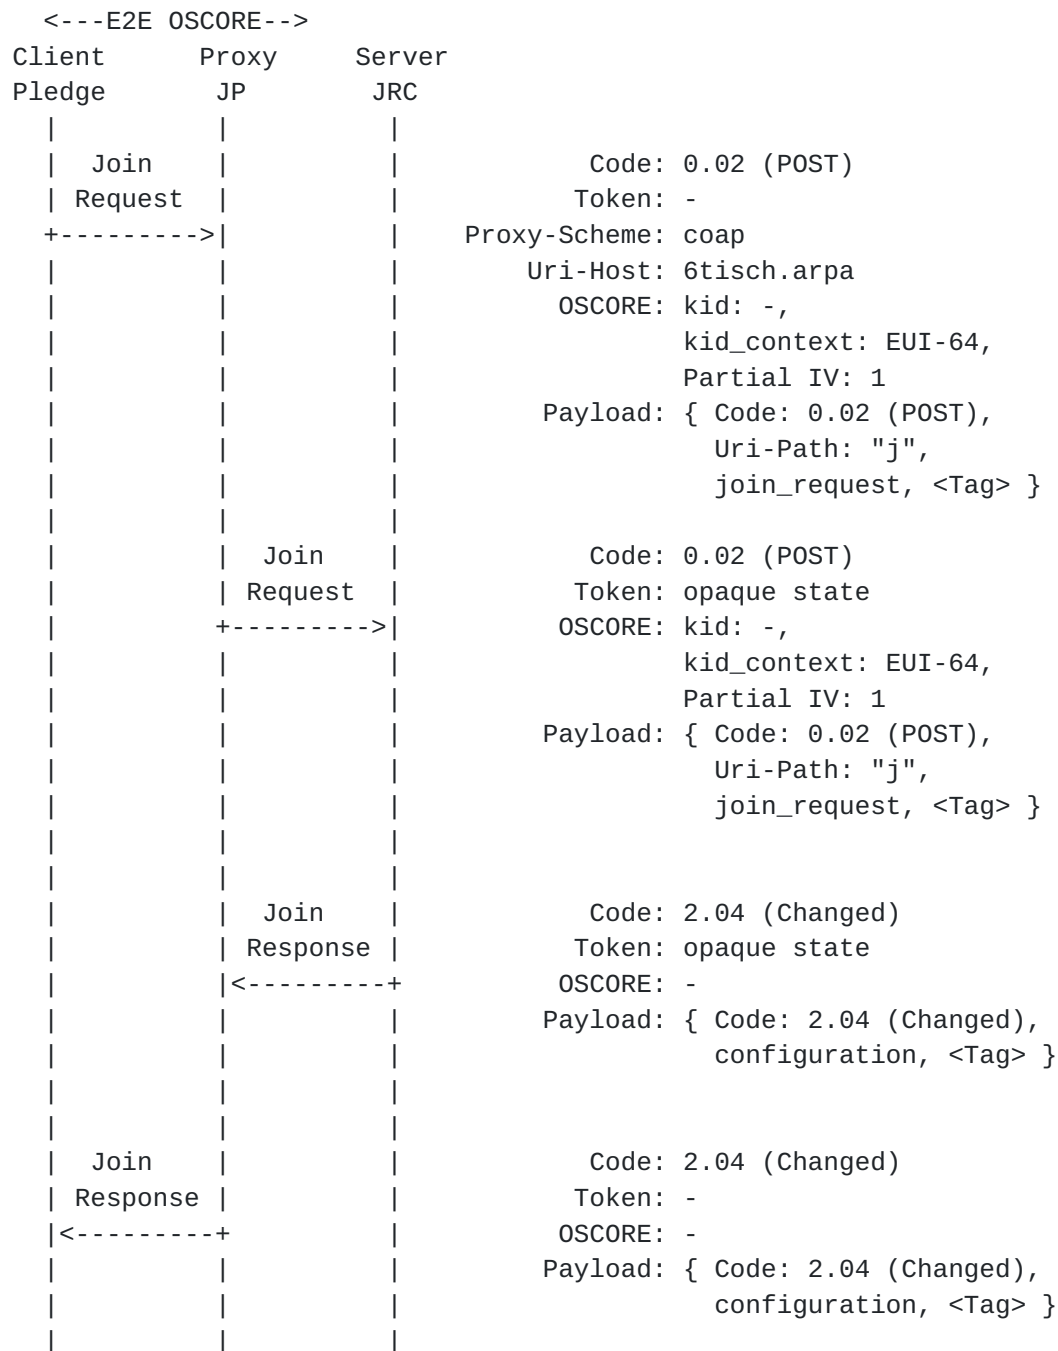 <---E2E OSCORE-->
Client      Proxy     Server
Pledge       JP        JRC
  |          |          |
  |  Join    |          |            Code: 0.02 (POST)
  | Request  |          |           Token: -
  +--------->|          |    Proxy-Scheme: coap
  |          |          |        Uri-Host: 6tisch.arpa
  |          |          |          OSCORE: kid: -,
  |          |          |                  kid_context: EUI-64,
  |          |          |                  Partial IV: 1
  |          |          |         Payload: { Code: 0.02 (POST),
  |          |          |                    Uri-Path: "j",
  |          |          |                    join_request, <Tag> }
  |          |          |
  |          |  Join    |            Code: 0.02 (POST)
  |          | Request  |           Token: opaque state
  |          +--------->|          OSCORE: kid: -,
  |          |          |                  kid_context: EUI-64,
  |          |          |                  Partial IV: 1
  |          |          |         Payload: { Code: 0.02 (POST),
  |          |          |                    Uri-Path: "j",
  |          |          |                    join_request, <Tag> }
  |          |          |
  |          |          |
  |          |  Join    |            Code: 2.04 (Changed)
  |          | Response |           Token: opaque state
  |          |<---------+          OSCORE: -
  |          |          |         Payload: { Code: 2.04 (Changed),
  |          |          |                    configuration, <Tag> }
  |          |          |
  |          |          |
  |  Join    |          |            Code: 2.04 (Changed)
  | Response |          |           Token: -
  |<---------+          |          OSCORE: -
  |          |          |         Payload: { Code: 2.04 (Changed),
  |          |          |                    configuration, <Tag> }
  |          |          |